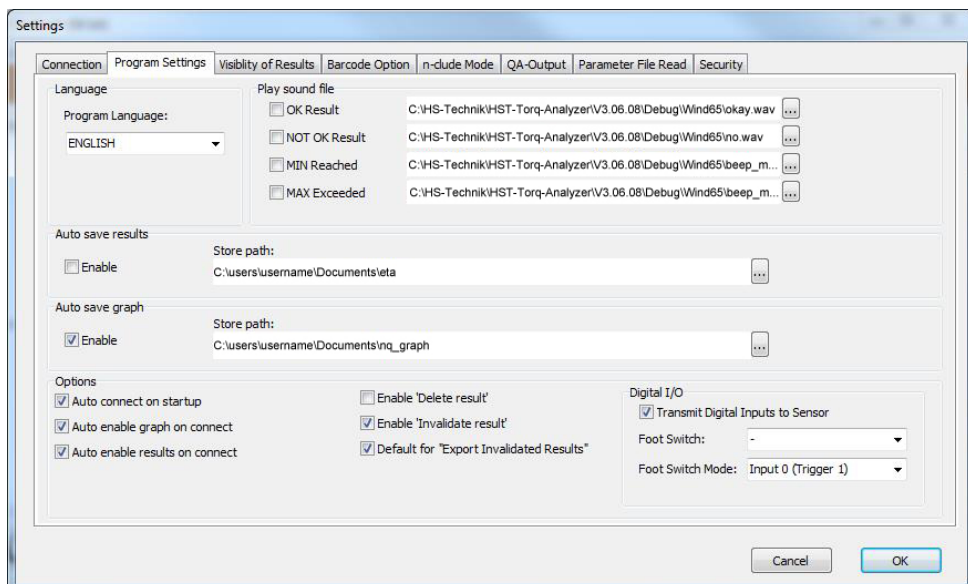 Settings
Connection Program Settings Visiblity of Results Barcode Option n-clude Mode QA-Output Parameter File Read Security
Language
Program Language:
ENGLISH
Play sound file
OK Result C:\HS-Technik\HST-Torq-Analyzer\V3.06.08\Debug\Wind65\okay.wav ...
NOT OK Result C:\HS-Technik\HST-Torq-Analyzer\V3.06.08\Debug\Wind65\no.wav ...
MIN Reached C:\HS-Technik\HST-Torq-Analyzer\V3.06.08\Debug\Wind65\beep_m... ...
MAX Exceeded C:\HS-Technik\HST-Torq-Analyzer\V3.06.08\Debug\Wind65\beep_m... ...
Auto save results
Enable
Store path:
C:\users\username\Documents\eta ...
Auto save graph
Enable
Store path:
C:\users\username\Documents\nq_graph ...
Options
Auto connect on startup
Auto enable graph on connect
Auto enable results on connect
Enable 'Delete result'
Enable 'Invalidate result'
Default for "Export Invalidated Results"
Digital I/O
Transmit Digital Inputs to Sensor
Foot Switch: -
Foot Switch Mode: Input 0 (Trigger 1)
Cancel OK